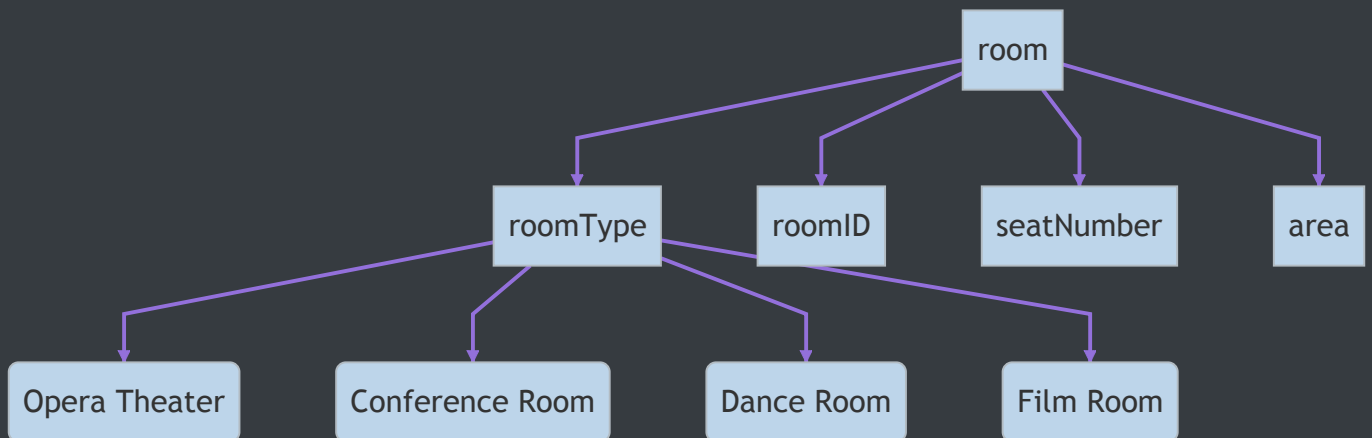 room
roomType
roomID
seatNumber
area
Opera Theater
Conference Room
Dance Room
Film Room